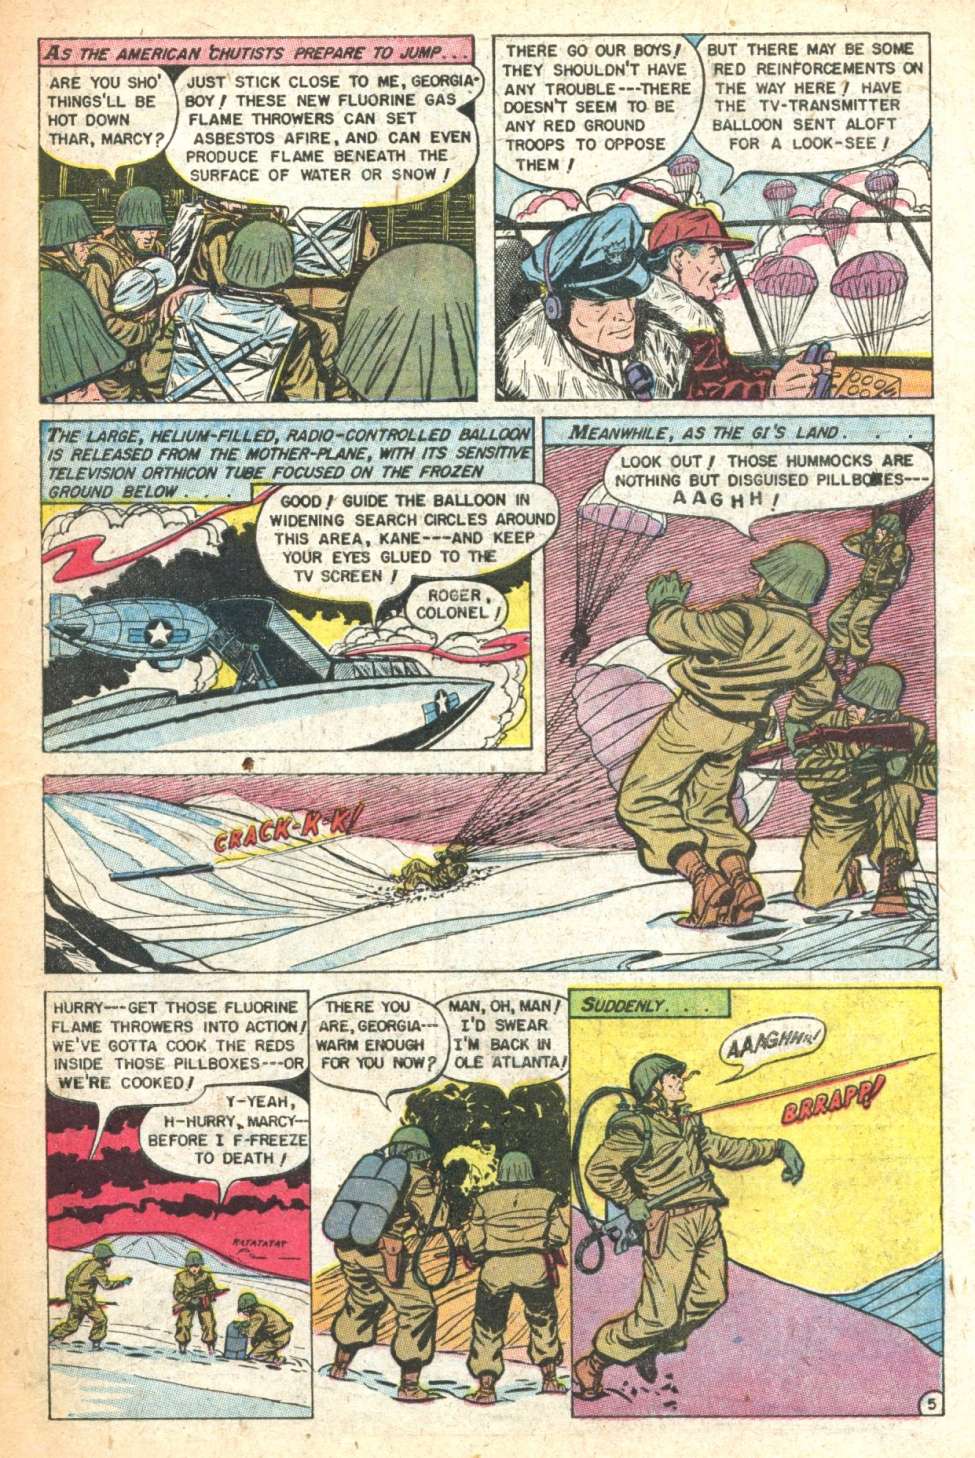 AS THE AMERICAN 'CHUTISTS PREPARE TO JUMP...
ARE YOU SHO'
THINGS'LL BE
HOT DOWN
THAR, MARCY?
JUST STICK CLOSE TO ME, GEORGIA-
BOY! THESE NEW FLUORINE GAS
FLAME THROWERS CAN SET
ASBESTOS AFIRE, AND CAN EVEN
PRODUCE FLAME BENEATH THE
SURFACE OF WATER OR SNOW!
THERE GO OUR BOYS!
THEY SHOULDN'T HAVE
ANY TROUBLE---THERE
DOESN'T SEEM TO BE
ANY RED GROUND
TROOPS TO OPPOSE
THEM!
BUT THERE MAY BE SOME
RED REINFORCEMENTS ON
THE WAY HERE! HAVE
THE TV-TRANSMITTER
BALLOON SENT ALOFT
FOR A LOOK-SEE!
THE LARGE, HELIUM-FILLED, RADIO-CONTROLLED BALLOON
IS RELEASED FROM THE MOTHER-PLANE, WITH ITS SENSITIVE
TELEVISION ORTHICON TUBE FOCUSED ON THE FROZEN
GROUND BELOW....
GOOD! GUIDE THE BALLOON IN
WIDENING SEARCH CIRCLES AROUND
THIS AREA, KANE---AND KEEP
YOUR EYES GLUED TO THE
TV SCREEN!
ROGER,
COLONEL!
MEANWHILE, AS THE GI'S LAND....
LOOK OUT! THOSE HUMMOCKS ARE
NOTHING BUT DISGUISED PILLBOXES---
AAGHH!
CRACK-K-K!
HURRY---GET THOSE FLUORINE
FLAME THROWERS INTO ACTION!
WE'VE GOTTA COOK THE REDS
INSIDE THOSE PILLBOXES---OR
WE'RE COOKED!
Y-YEAH,
H-HURRY, MARCY--
BEFORE I F-FREEZE
TO DEATH!
RATATATAT
THERE YOU
ARE, GEORGIA--
WARM ENOUGH
FOR YOU NOW?
MAN, OH, MAN!
I'D SWEAR
I'M BACK IN
OLE ATLANTA!
SUDDENLY....
AAAGHHH!
BRRAPP!
5